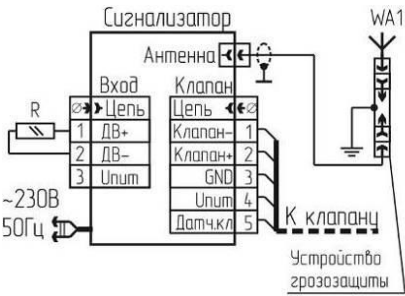 Сигнализатор
WA1
Антенна
Вход
Цепь
1 ДВ+
2 ДВ-
3 Uпит
R
~230В
50Гц
Клапан
Цепь
Клапан- 1
Клапан+ 2
GND 3
Uпит 4
Датч.кл 5
К клапану
Устройство
грозозащиты